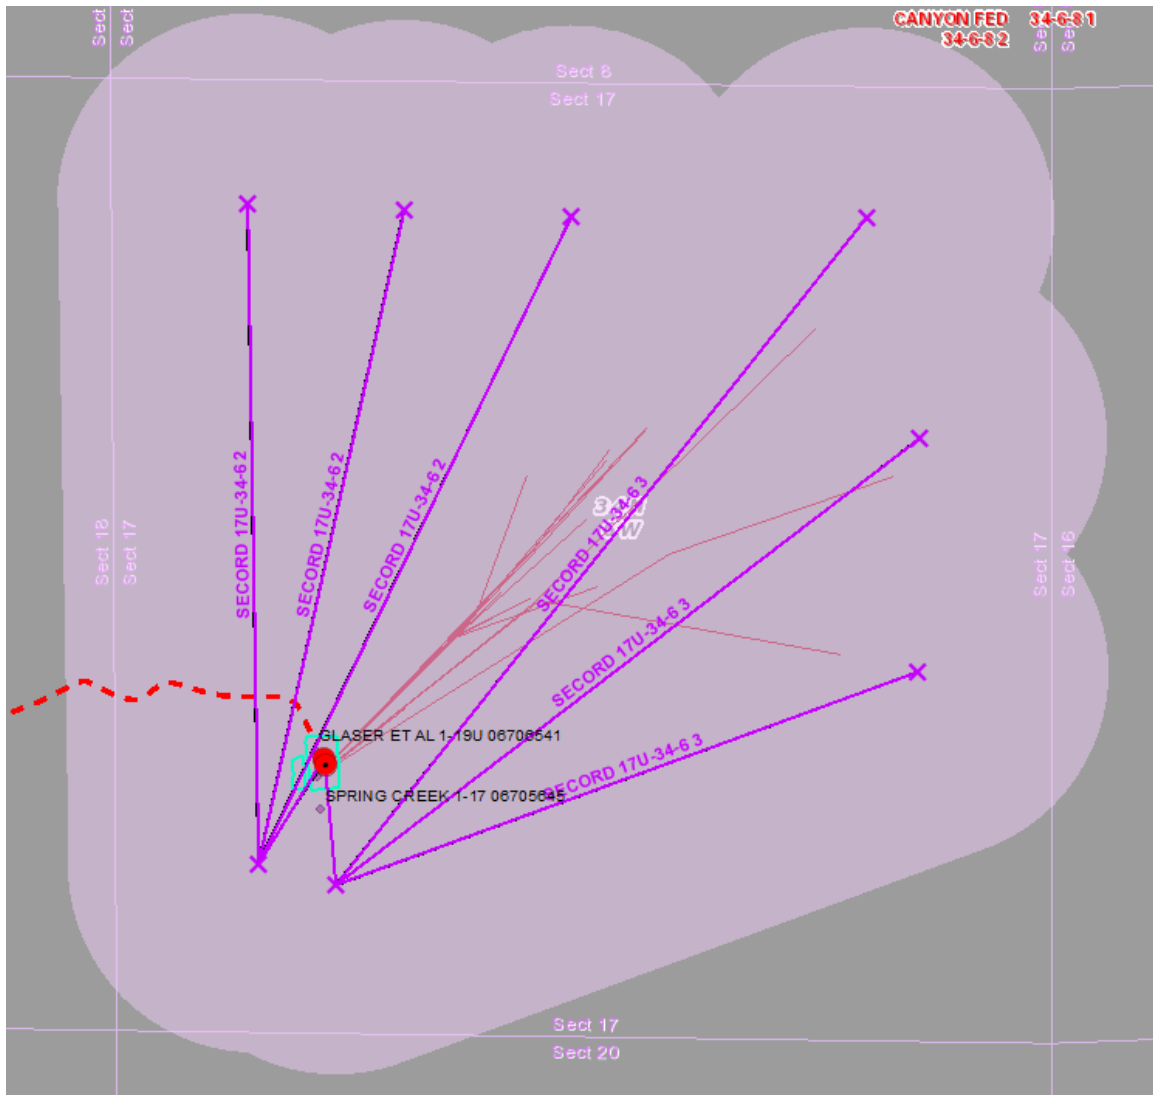 CANYON FED 34-6-8 1
34-6-8 2
Sect
Sect
Sect
Sect 8
Sect 17
SECORD 17U-34-6 2
SECORD 17U-34-6 2
SECORD 17U-34-6 2
SECORD 17U-34-6 3
Sect 18
Sect 17
Sect 17
Sect 16
SECORD 17U-34-6 3
SECORD 17U-34-6 3
GLASER ET AL 1-19U 06706541
SPRING CREEK 1-17 06705645
Sect 17
Sect 20